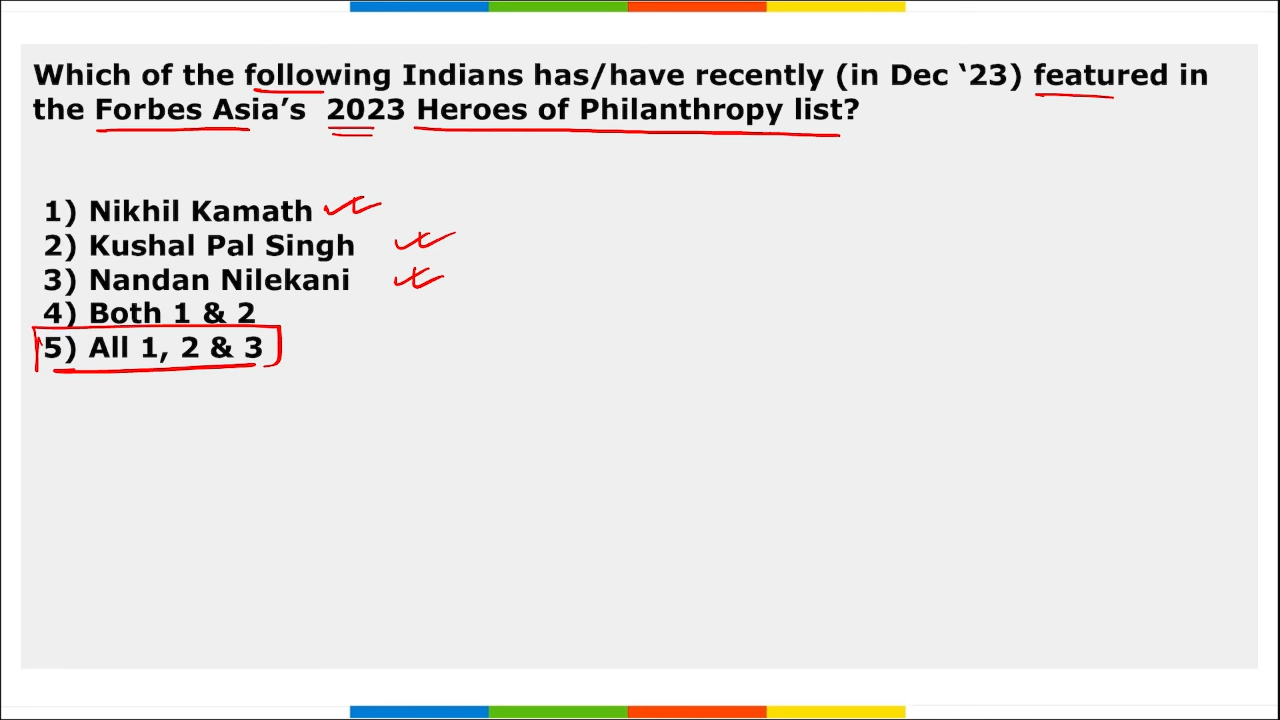 Which of the following Indians has/have recently (in Dec ‘23) featured in
the Forbes Asia’s 2023 Heroes of Philanthropy list?
1) Nikhil Kamath
2) Kushal Pal Singh
3) Nandan Nilekani
4) Both 1 & 2
5) All 1, 2 & 3